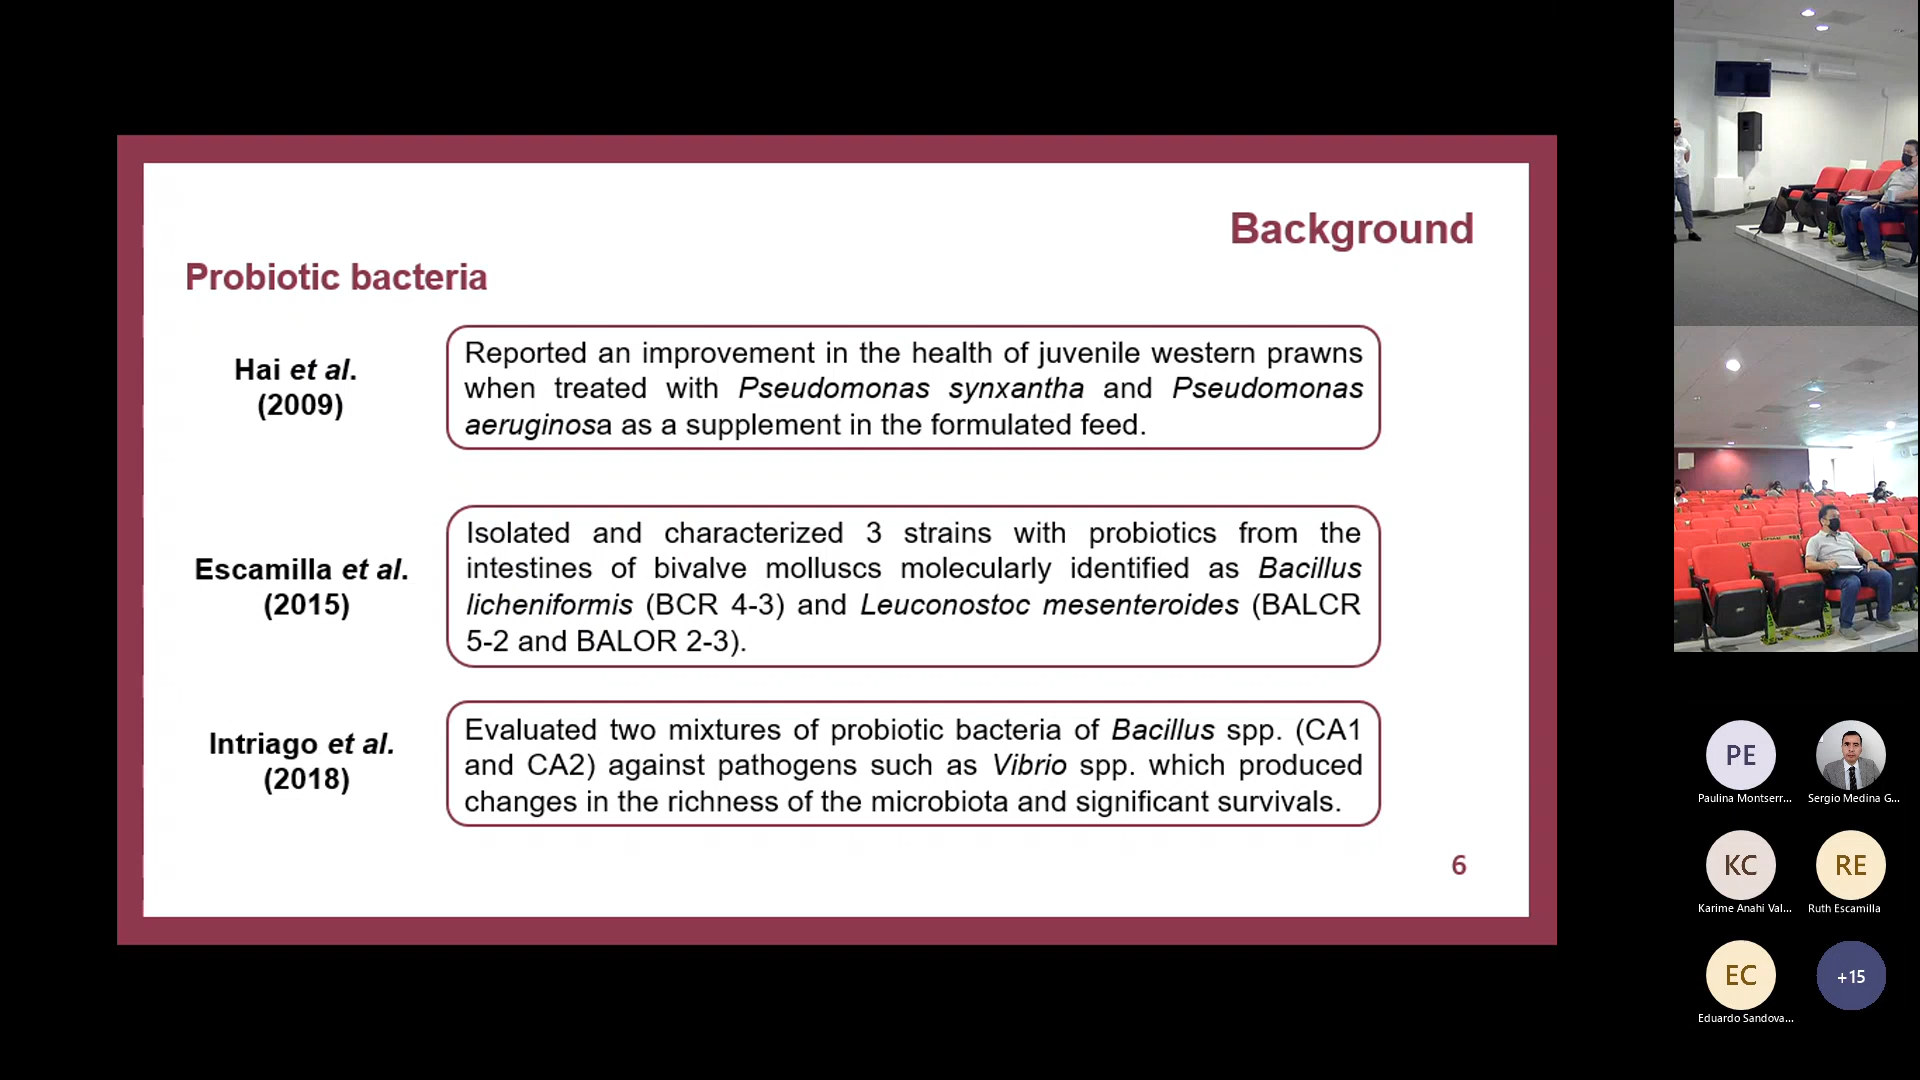 Background
Probiotic bacteria
Hai et al.
(2009)
Reported an improvement in the health of juvenile western prawns
when treated with Pseudomonas synxantha and Pseudomonas
aeruginosa as a supplement in the formulated feed.
Escamilla et al.
(2015)
Isolated and characterized 3 strains with probiotics from the
intestines of bivalve molluscs molecularly identified as Bacillus
licheniformis (BCR 4-3) and Leuconostoc mesenteroides (BALCR
5-2 and BALOR 2-3).
Intriago et al.
(2018)
Evaluated two mixtures of probiotic bacteria of Bacillus spp. (CA1
and CA2) against pathogens such as Vibrio spp. which produced
changes in the richness of the microbiota and significant survivals.
6
PE
Paulina Montserr...
Sergio Medina G...
KC
Karime Anahi Val...
RE
Ruth Escamilla
EC
Eduardo Sandova...
+15